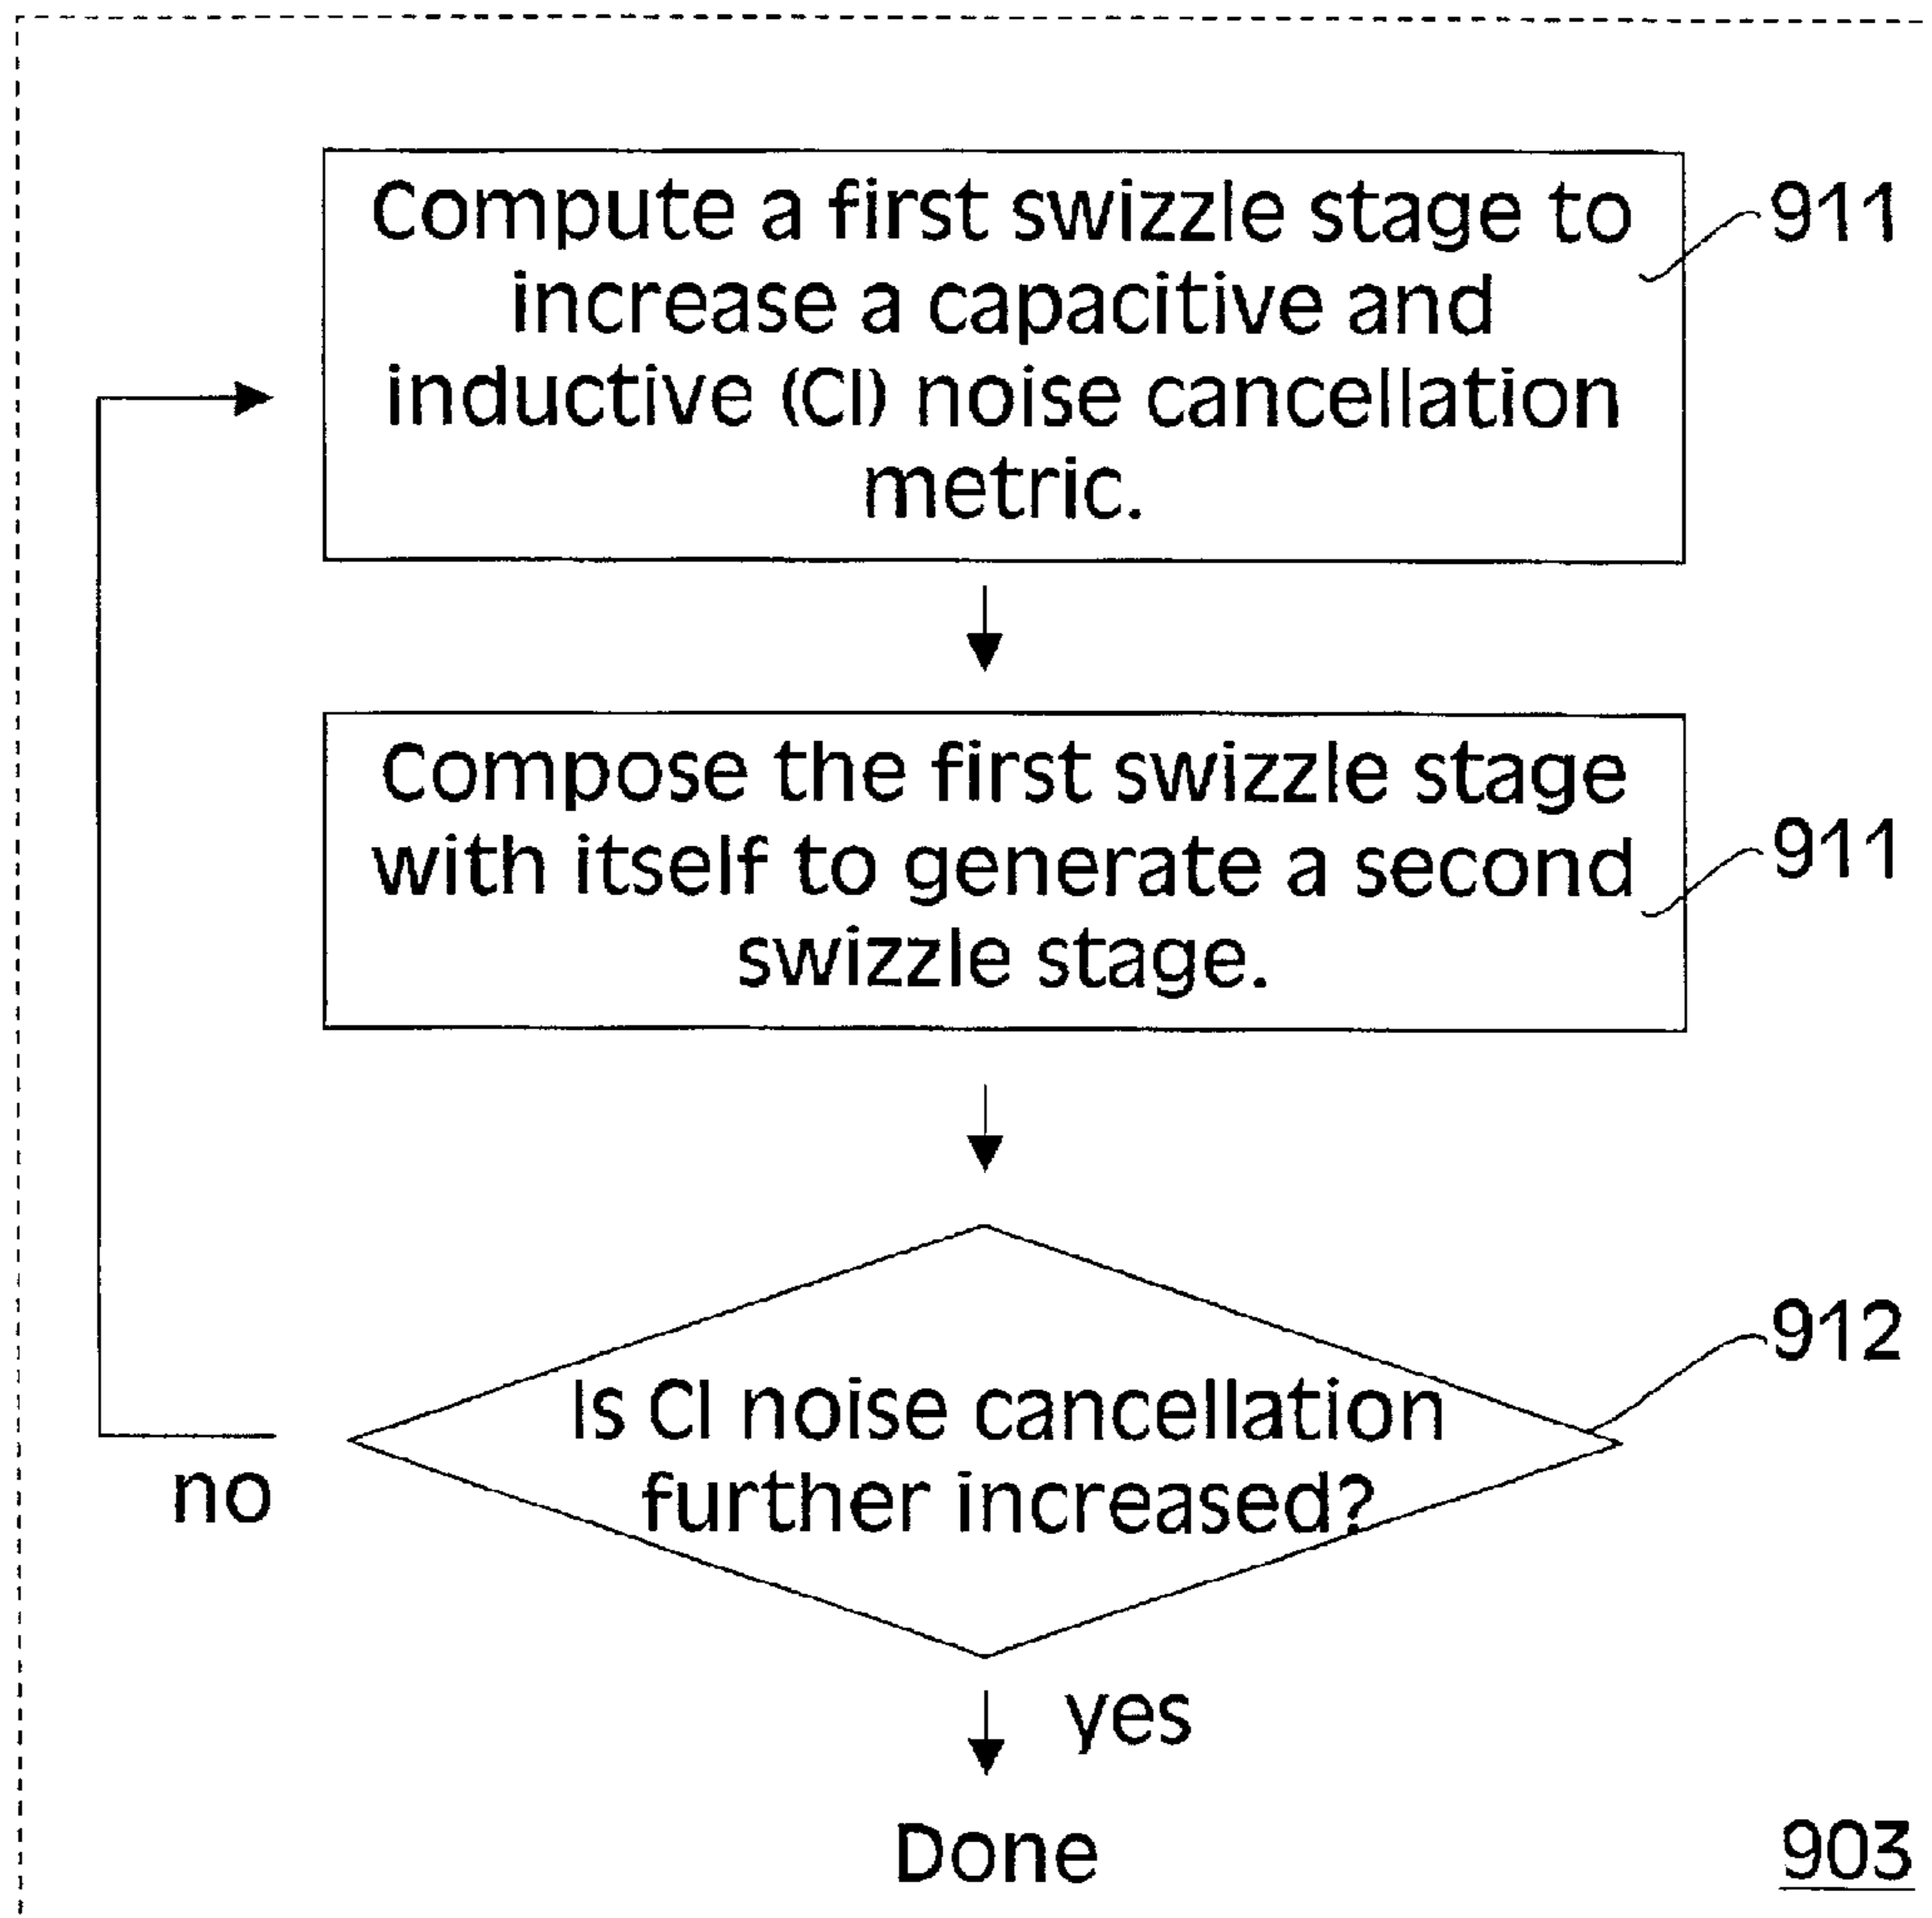 Compute a first swizzle stage to
increase a capacitive and
inductive (CI) noise cancellation
metric.
911
Compose the first swizzle stage
with itself to generate a second
swizzle stage.
911
Is CI noise cancellation
further increased?
912
no
yes
Done
903